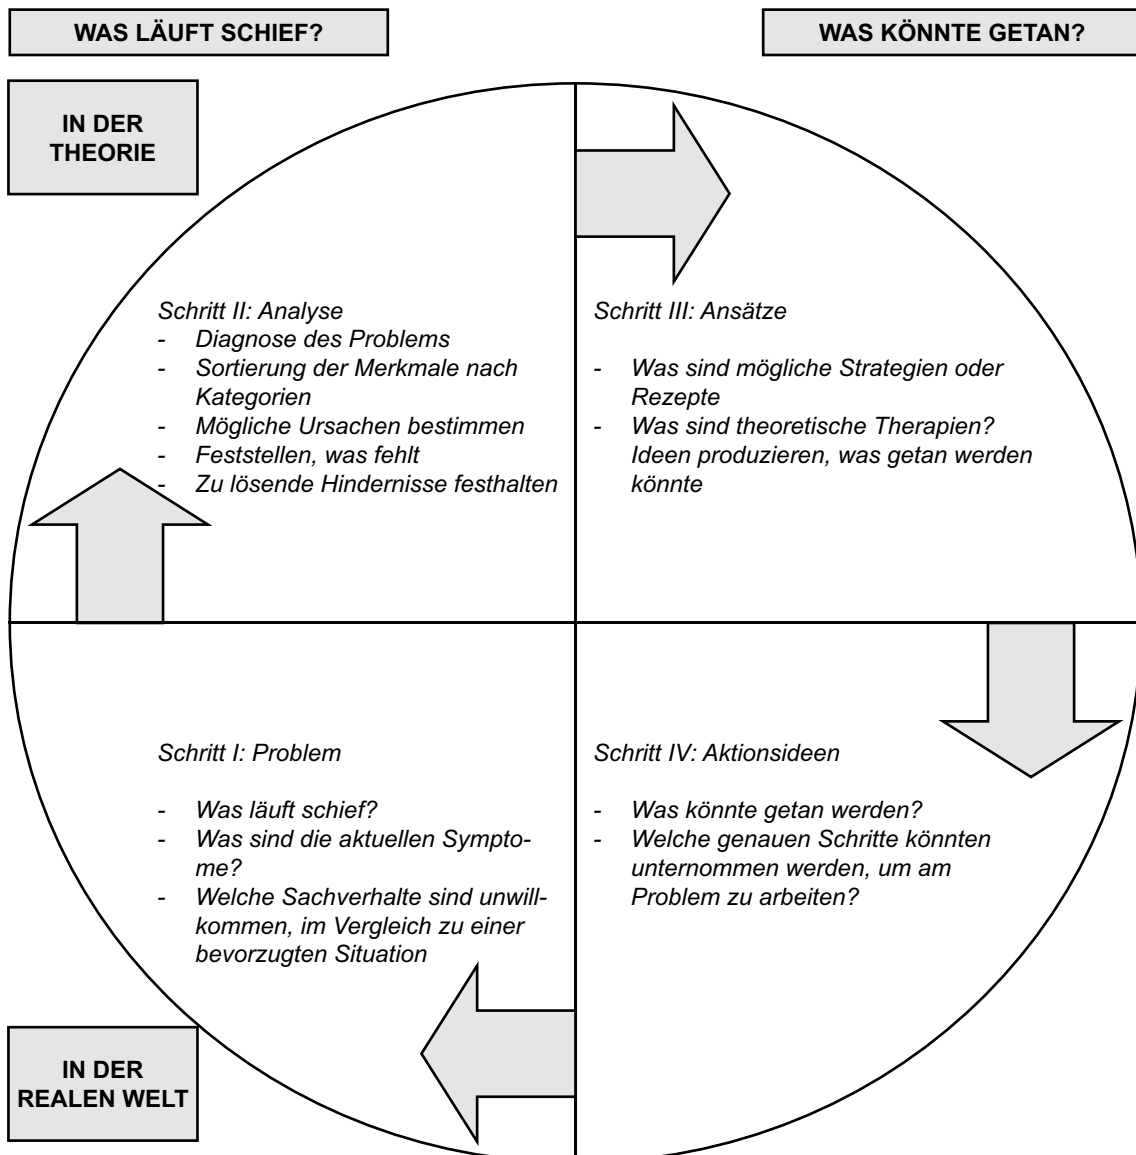 WAS LÄUFT SCHIEF?
WAS KÖNNTE GETAN?
IN DER
THEORIE
Schritt II: Analyse
- Diagnose des Problems
- Sortierung der Merkmale nach
Kategorien
- Mögliche Ursachen bestimmen
- Feststellen, was fehlt
- Zu lösende Hindernisse festhalten
Schritt III: Ansätze
- Was sind mögliche Strategien oder
Rezepte
- Was sind theoretische Therapien?
Ideen produzieren, was getan werden
könnte
Schritt I: Problem
- Was läuft schief?
- Was sind die aktuellen Sympto-
me?
- Welche Sachverhalte sind unwill-
kommen, im Vergleich zu einer
bevorzugten Situation
Schritt IV: Aktionsideen
- Was könnte getan werden?
- Welche genauen Schritte könnten
unternommen werden, um am
Problem zu arbeiten?
IN DER
REALEN WELT